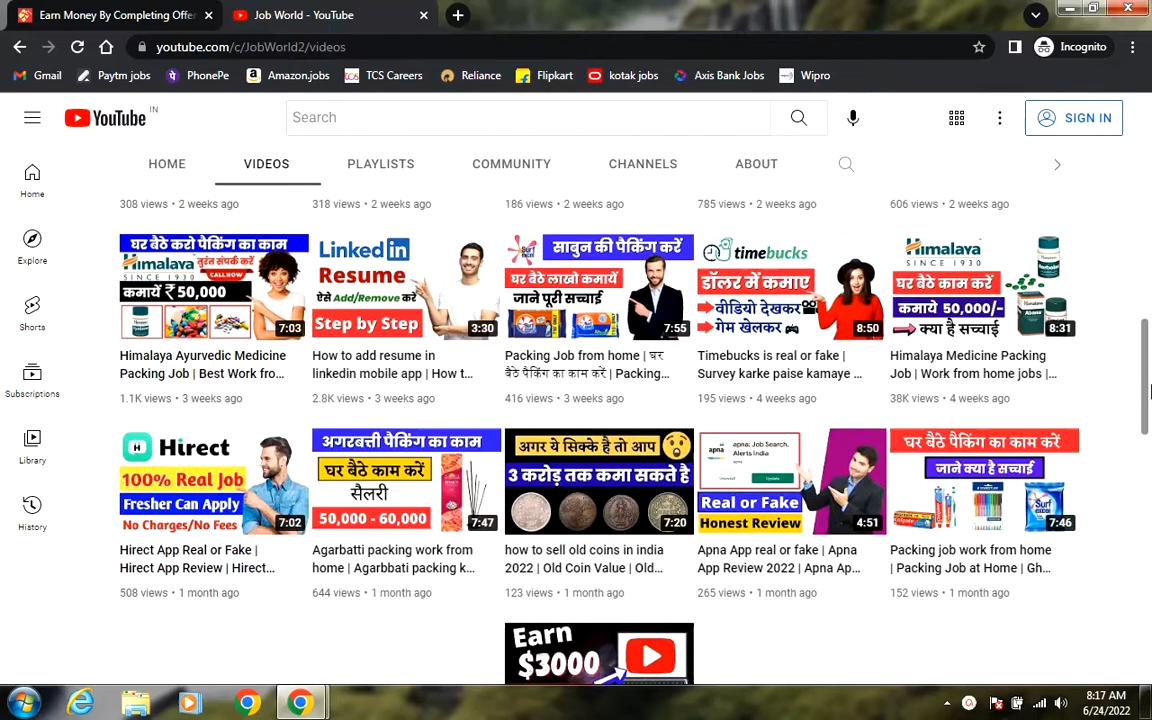 Earn Money By Completing Offer
Job World - YouTube
youtube.com/c/JobWorld2/videos
Incognito
Gmail
Paytm jobs
PhonePe
Amazon.jobs
TCS Careers
Reliance
Flipkart
kotak jobs
Axis Bank Jobs
Wipro
YouTube IN
Search
SIGN IN
HOME
VIDEOS
PLAYLISTS
COMMUNITY
CHANNELS
ABOUT
Home
Explore
Shorts
Subscriptions
Library
History
308 views • 2 weeks ago
318 views • 2 weeks ago
186 views • 2 weeks ago
785 views • 2 weeks ago
606 views • 2 weeks ago
घर बैठे करो पैकिंग का काम
Himalaya
SINCE 1930
तुरंत संपर्क करें
CALL NOW
कमायें ₹50,000
7:03
Himalaya Ayurvedic Medicine
Packing Job | Best Work fro...
1.1K views • 3 weeks ago
Linked in
Resume
ऐसे Add/Remove करें
Step by Step
3:30
How to add resume in
linkedin mobile app | How t...
2.8K views • 3 weeks ago
Surf excel
साबुन की पैकिंग करें
घर बैठे लाखो कमायें
जाने पूरी सच्चाई
7:55
Packing Job from home | घर
बैठे पैकिंग का काम करें | Packing...
416 views • 3 weeks ago
timebucks
डॉलर में कमाए
वीडियो देखकर
गेम खेलकर
8:50
Timebucks is real or fake |
Survey karke paise kamaye ...
195 views • 4 weeks ago
Himalaya
SINCE 1930
घर बैठे काम करें
कमाये 50,000/-
क्या है सच्चाई
8:31
Himalaya Medicine Packing
Job | Work from home jobs |...
38K views • 4 weeks ago
Hirect
100% Real Job
Fresher Can Apply
No Charges/No Fees
7:02
Hirect App Real or Fake |
Hirect App Review | Hirect...
508 views • 1 month ago
अगरबत्ती पैकिंग का काम
घर बैठे काम करें
सैलरी
50,000 - 60,000
7:47
Agarbatti packing work from
home | Agarbbati packing k...
644 views • 1 month ago
अगर ये सिक्के है तो आप
3 करोड़ तक कमा सकते है
7:20
how to sell old coins in india
2022 | Old Coin Value | Old...
123 views • 1 month ago
apna: Job Search,
Alerts India
apna
Real or Fake
Honest Review
4:51
Apna App real or fake | Apna
App Review 2022 | Apna Ap...
265 views • 1 month ago
घर बैठे पैकिंग का काम करें
जाने क्या है सच्चाई
Colgate
Surf excel
7:46
Packing job work from home
| Packing Job at Home | Gh...
152 views • 1 month ago
Earn
$3000
8:17 AM
6/24/2022